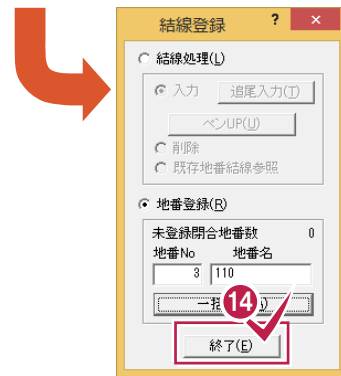 結線登録 ? ×
結線処理(L)
入力 追尾入力(T)
ペンUP(U)
削除
既存地番結線参照
地番登録(R)
未登録閉合地番数 0
地番No 地番名
3 110
一括
14
終了(E)